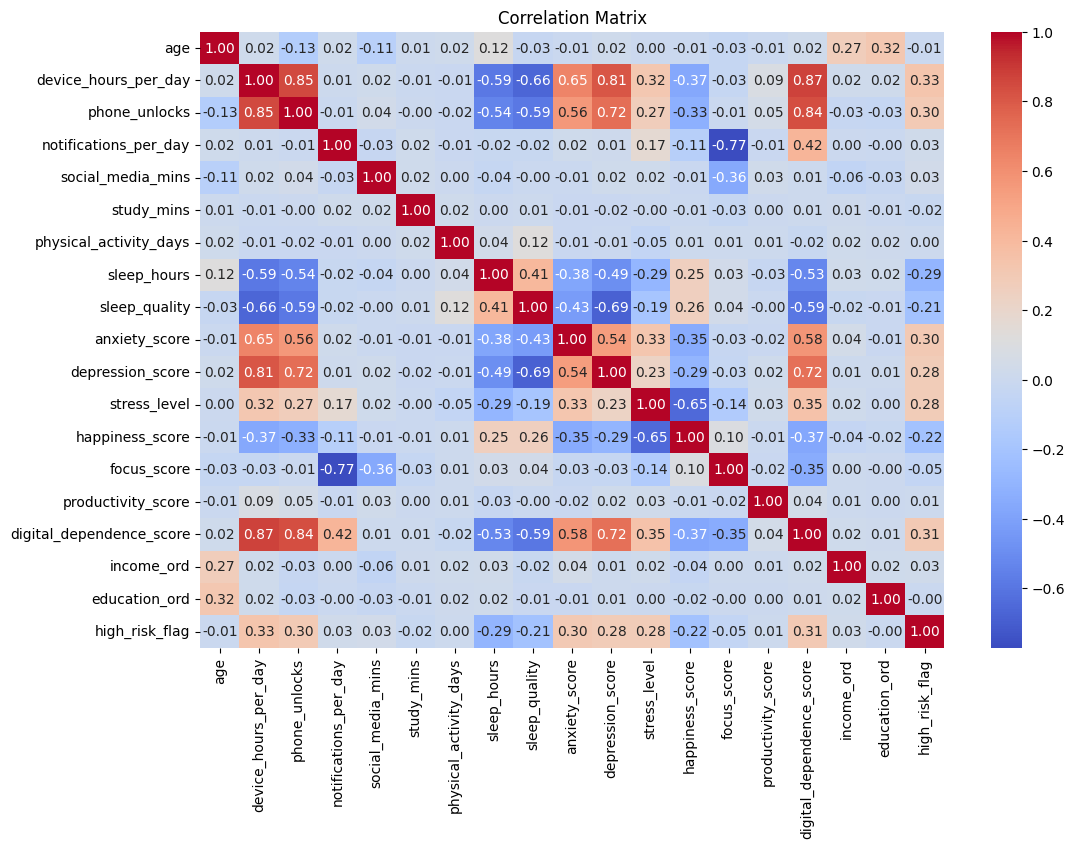 Correlation Matrix
age 1.00 0.02 -0.13 0.02 -0.11 0.01 0.02 0.12 -0.03 -0.01 0.02 0.00 -0.01 -0.03 -0.01 0.02 0.27 0.32 -0.01
device_hours_per_day 0.02 1.00 0.85 0.01 0.02 -0.01 -0.01 -0.59 -0.66 0.65 0.81 0.32 -0.37 -0.03 0.09 0.87 0.02 0.02 0.33
phone_unlocks -0.13 0.85 1.00 -0.01 0.04 -0.00 -0.02 -0.54 -0.59 0.56 0.72 0.27 -0.33 -0.01 0.05 0.84 -0.03 -0.03 0.30
notifications_per_day 0.02 0.01 -0.01 1.00 -0.03 0.02 -0.01 -0.02 -0.02 0.02 0.01 0.17 -0.11 -0.77 -0.01 0.42 0.00 -0.00 0.03
social_media_mins -0.11 0.02 0.04 -0.03 1.00 0.02 0.00 -0.04 -0.00 -0.01 0.02 0.02 -0.01 -0.36 0.03 0.01 -0.06 -0.03 0.03
study_mins 0.01 -0.01 -0.00 0.02 0.02 1.00 0.02 0.00 0.01 -0.01 -0.02 -0.00 -0.01 -0.03 0.00 0.01 0.01 -0.01 -0.02
physical_activity_days 0.02 -0.01 -0.02 -0.01 0.00 0.02 1.00 0.04 0.12 -0.01 -0.01 -0.05 0.01 0.01 0.01 -0.02 0.02 0.02 0.00
sleep_hours 0.12 -0.59 -0.54 -0.02 -0.04 0.00 0.04 1.00 0.41 -0.38 -0.49 -0.29 0.25 0.03 -0.03 -0.53 0.03 0.02 -0.29
sleep_quality -0.03 -0.66 -0.59 -0.02 -0.00 0.01 0.12 0.41 1.00 -0.43 -0.69 -0.19 0.26 0.04 -0.00 -0.59 -0.02 -0.01 -0.21
anxiety_score -0.01 0.65 0.56 0.02 -0.01 -0.01 -0.01 -0.38 -0.43 1.00 0.54 0.33 -0.35 -0.03 -0.02 0.58 0.04 -0.01 0.30
depression_score 0.02 0.81 0.72 0.01 0.02 -0.02 -0.01 -0.49 -0.69 0.54 1.00 0.23 -0.29 -0.03 0.02 0.72 0.01 0.01 0.28
stress_level 0.00 0.32 0.27 0.17 0.02 -0.00 -0.05 -0.29 -0.19 0.33 0.23 1.00 -0.65 -0.14 0.03 0.35 0.02 0.00 0.28
happiness_score -0.01 -0.37 -0.33 -0.11 -0.01 -0.01 0.01 0.25 0.26 -0.35 -0.29 -0.65 1.00 0.10 -0.01 -0.37 -0.04 -0.02 -0.22
focus_score -0.03 -0.03 -0.01 -0.77 -0.36 -0.03 0.01 0.03 0.04 -0.03 -0.03 -0.14 0.10 1.00 -0.02 -0.35 0.00 -0.00 -0.05
productivity_score -0.01 0.09 0.05 -0.01 0.03 0.00 0.01 -0.03 -0.00 -0.02 0.02 0.03 -0.01 -0.02 1.00 0.04 0.01 0.00 0.01
digital_dependence_score 0.02 0.87 0.84 0.42 0.01 0.01 -0.02 -0.53 -0.59 0.58 0.72 0.35 -0.37 -0.35 0.04 1.00 0.02 0.01 0.31
income_ord 0.27 0.02 -0.03 0.00 -0.06 0.01 0.02 0.03 -0.02 0.04 0.01 0.02 -0.04 0.00 0.01 0.02 1.00 0.02 0.03
education_ord 0.32 0.02 -0.03 -0.00 -0.03 -0.01 0.02 0.02 -0.01 -0.01 0.01 0.00 -0.02 -0.00 0.00 0.01 0.02 1.00 -0.00
high_risk_flag -0.01 0.33 0.30 0.03 0.03 -0.02 0.00 -0.29 -0.21 0.30 0.28 0.28 -0.22 -0.05 0.01 0.31 0.03 -0.00 1.00
age
device_hours_per_day
phone_unlocks
notifications_per_day
social_media_mins
study_mins
physical_activity_days
sleep_hours
sleep_quality
anxiety_score
depression_score
stress_level
happiness_score
focus_score
productivity_score
digital_dependence_score
income_ord
education_ord
high_risk_flag
1.0
0.8
0.6
0.4
0.2
0.0
−0.2
−0.4
−0.6